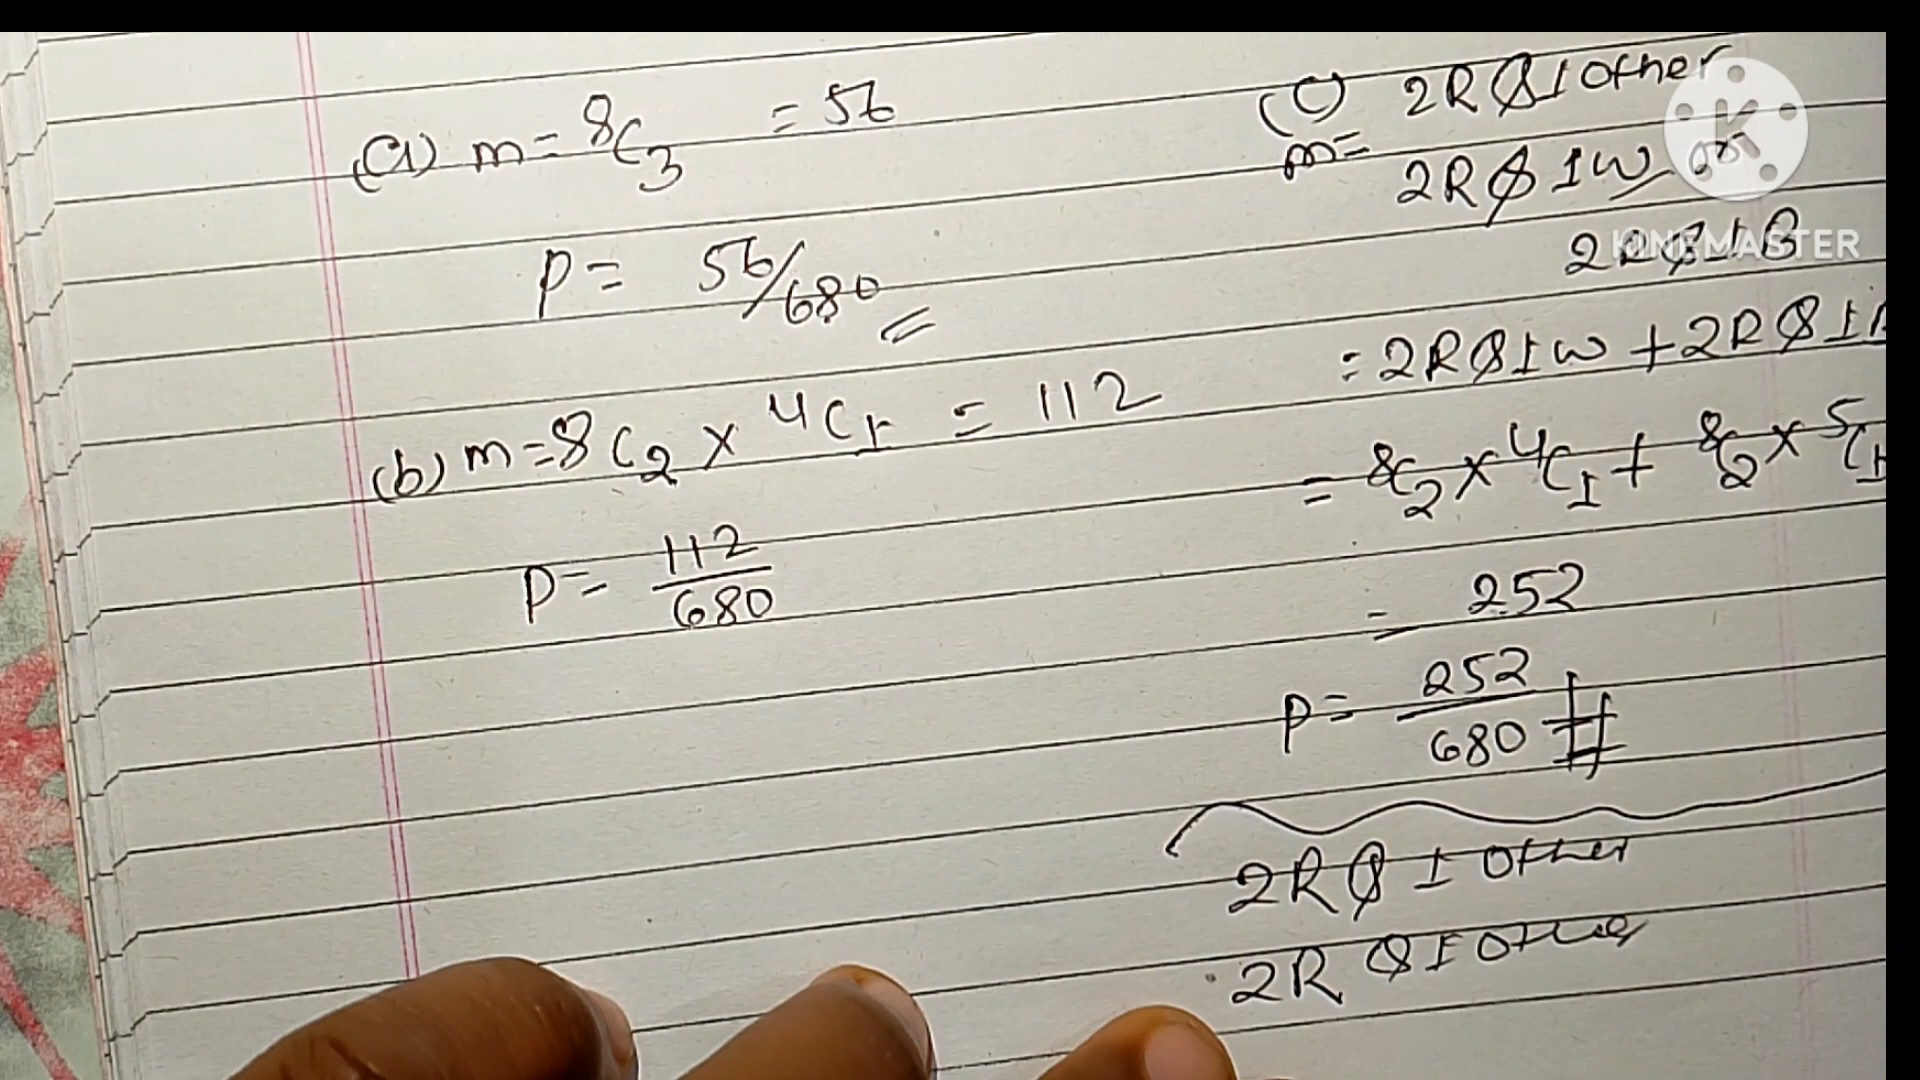 (a) m = 8C3 = 56
P = 56/680
(b) m = 8C2 × 4C1 = 112
P = 112/680
(c) 2R & 1 Other
m =
2R & 1W or
2R & 1B
= 2R & 1W + 2R & 1B
= 8C2 × 4C1 + 8C2 × 5C1
= 252
P = 252/680
2R & 1 Other
2R & 1 Other
KINEMASTER